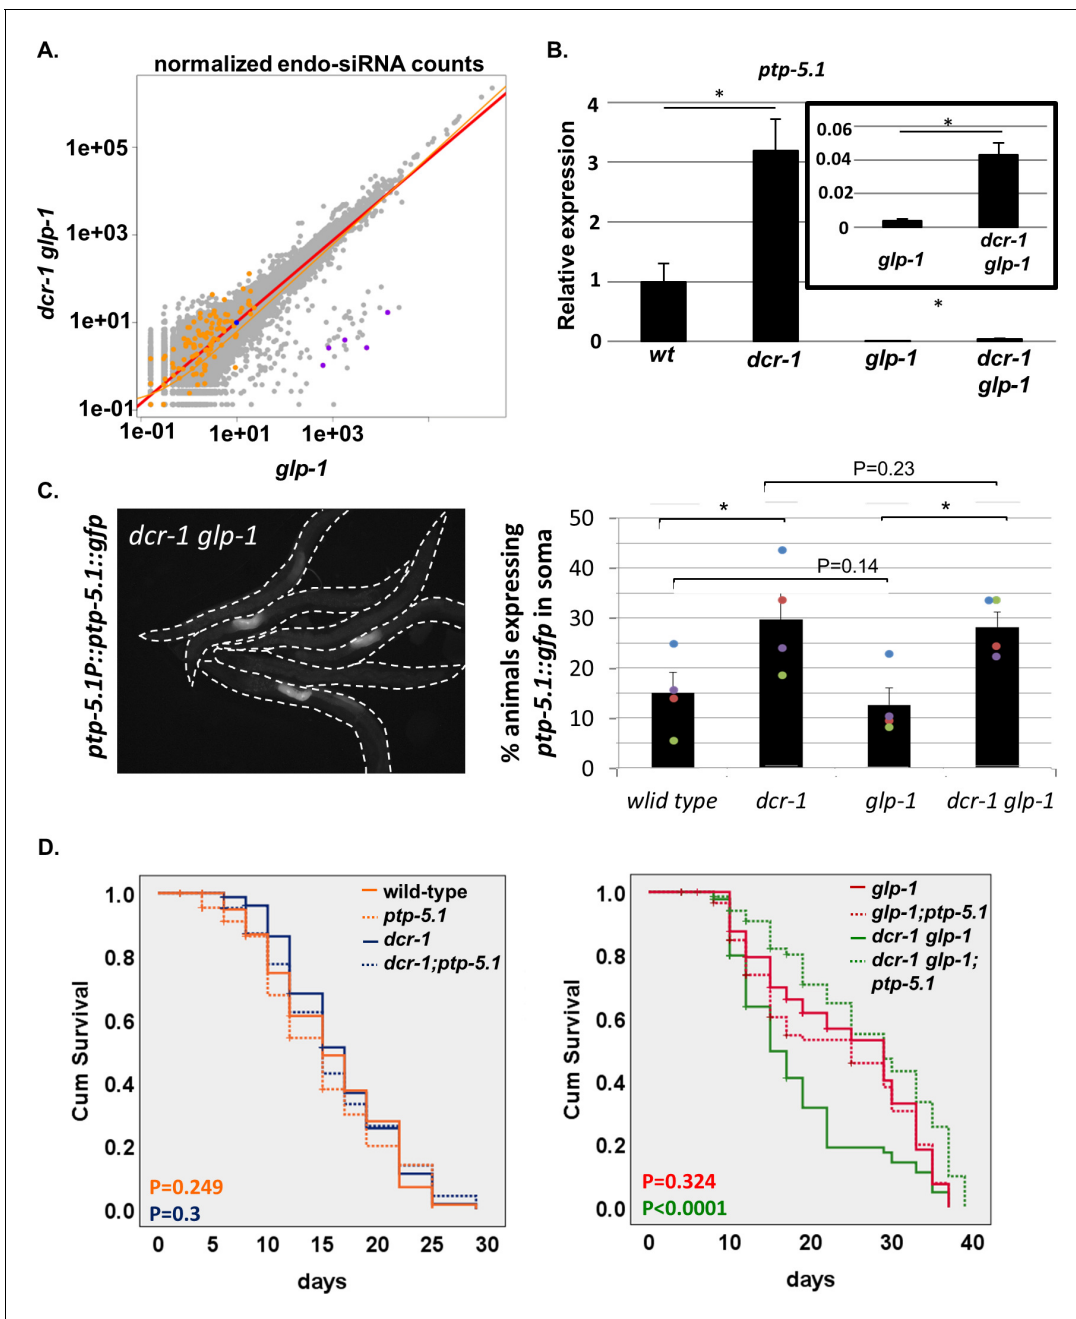 A.
normalized endo-siRNA counts
dcr-1 glp-1
1e+05
1e+03
1e+01
1e-01
1e-01
1e+01
1e+03
glp-1
B.
ptp-5.1
Relative expression
4
3
2
1
0
*
wt
dcr-1
glp-1
dcr-1
glp-1
*
0.06
0.04
0.02
0
*
glp-1
dcr-1
glp-1
C.
ptp-5.1P::ptp-5.1::gfp
dcr-1 glp-1
% animals expressing
ptp-5.1::gfp in soma
50
40
30
20
10
0
P=0.23
*
*
P=0.14
wlid type
dcr-1
glp-1
dcr-1 glp-1
D.
Cum Survival
1.0
0.8
0.6
0.4
0.2
0.0
wild-type
ptp-5.1
dcr-1
dcr-1;ptp-5.1
P=0.249
P=0.3
0
5
10
15
20
25
30
days
Cum Survival
1.0
0.8
0.6
0.4
0.2
0.0
glp-1
glp-1;ptp-5.1
dcr-1 glp-1
dcr-1 glp-1;
ptp-5.1
P=0.324
P<0.0001
0
10
20
30
40
days